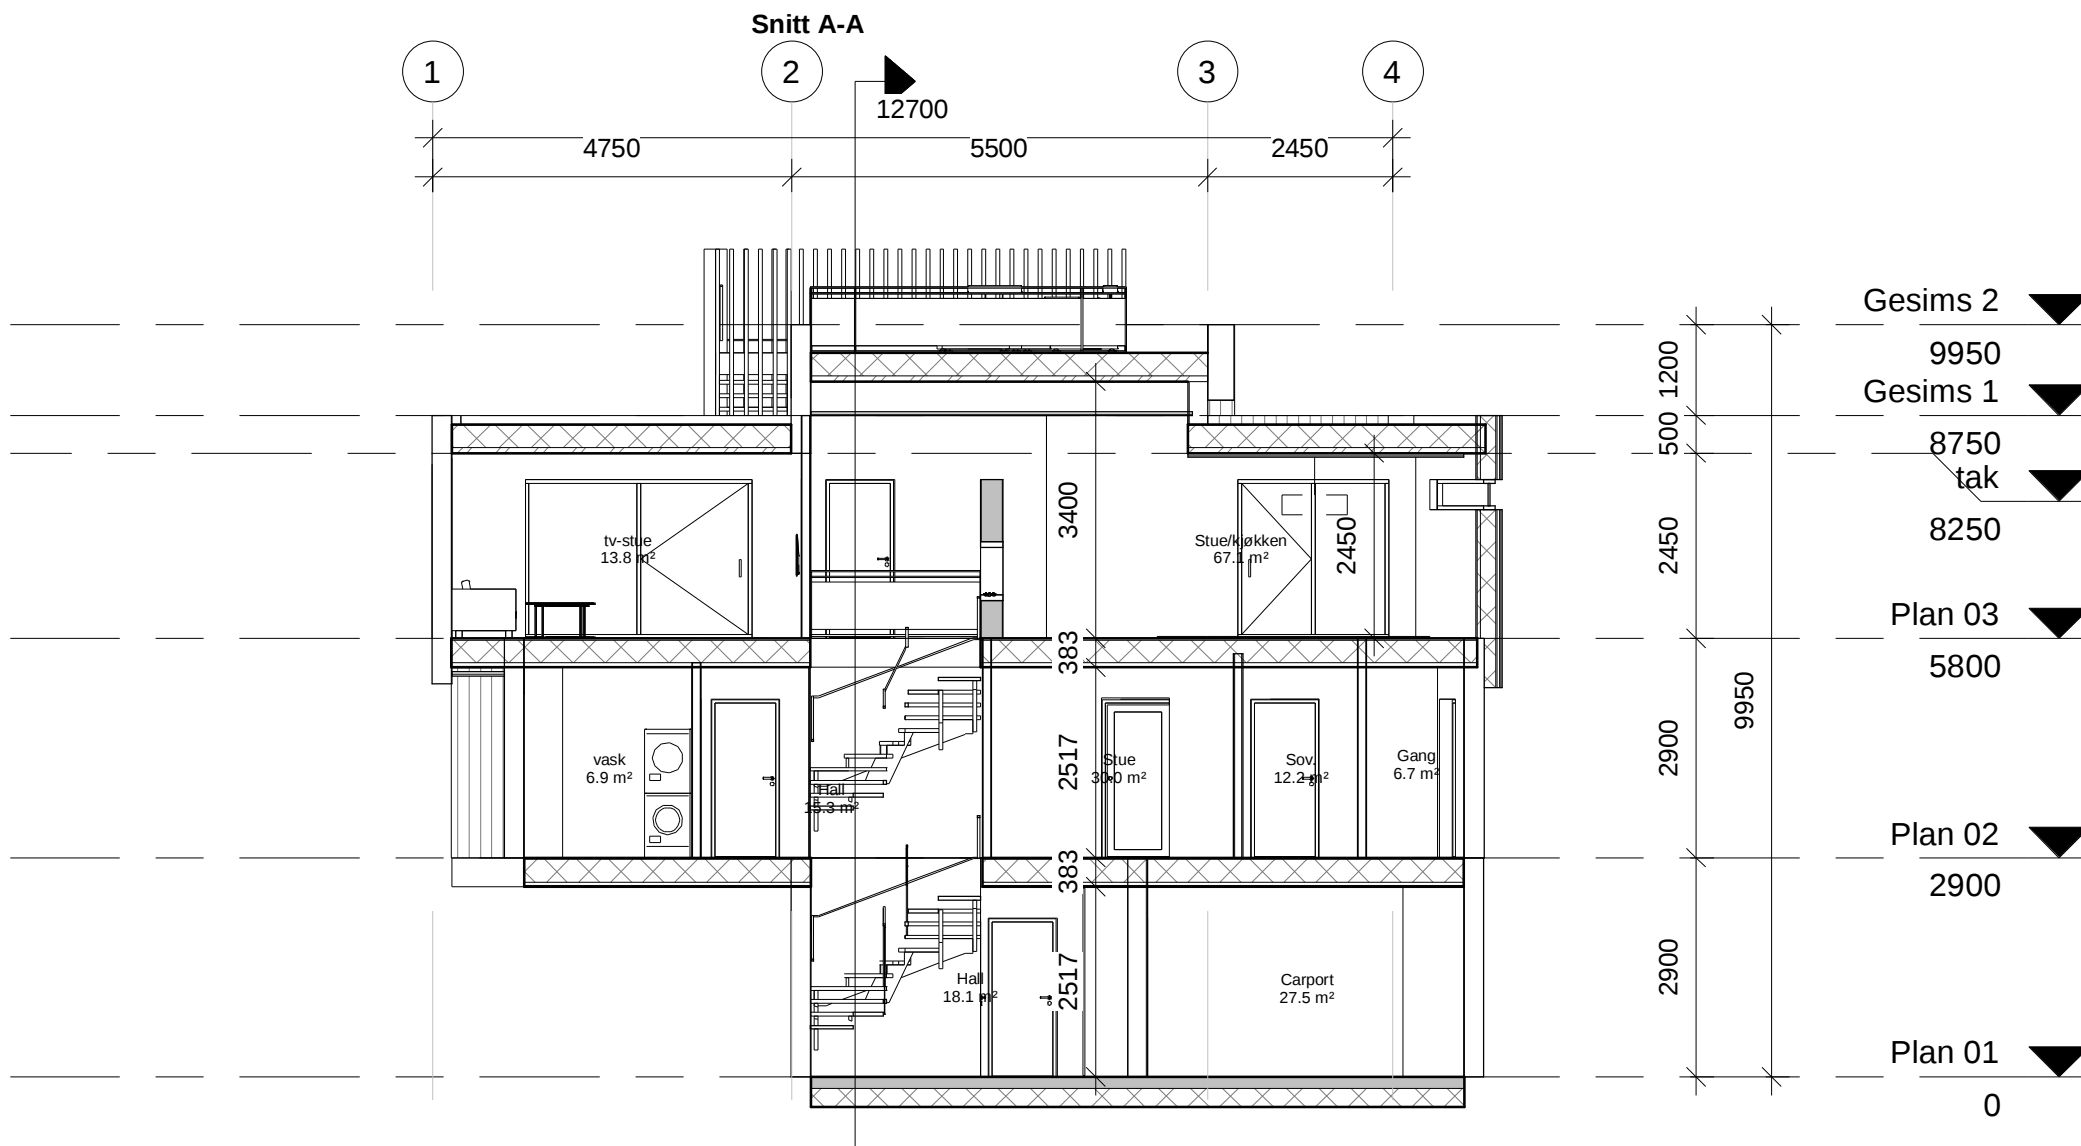 Snitt A-A
1
2
3
4
12700
4750
5500
2450
Gesims 2
9950
1200
Gesims 1
8750
500
tak
8250
3400
tv-stue
13.8 m²
Stue/kjøkken
67.1 m²
2450
2450
Plan 03
5800
383
9950
vask
6.9 m²
Hall
15.3 m²
2517
Stue
30.0 m²
Sov.
12.2 m²
Gang
6.7 m²
2900
Plan 02
2900
383
Hall
18.1 m²
2517
Carport
27.5 m²
2900
Plan 01
0